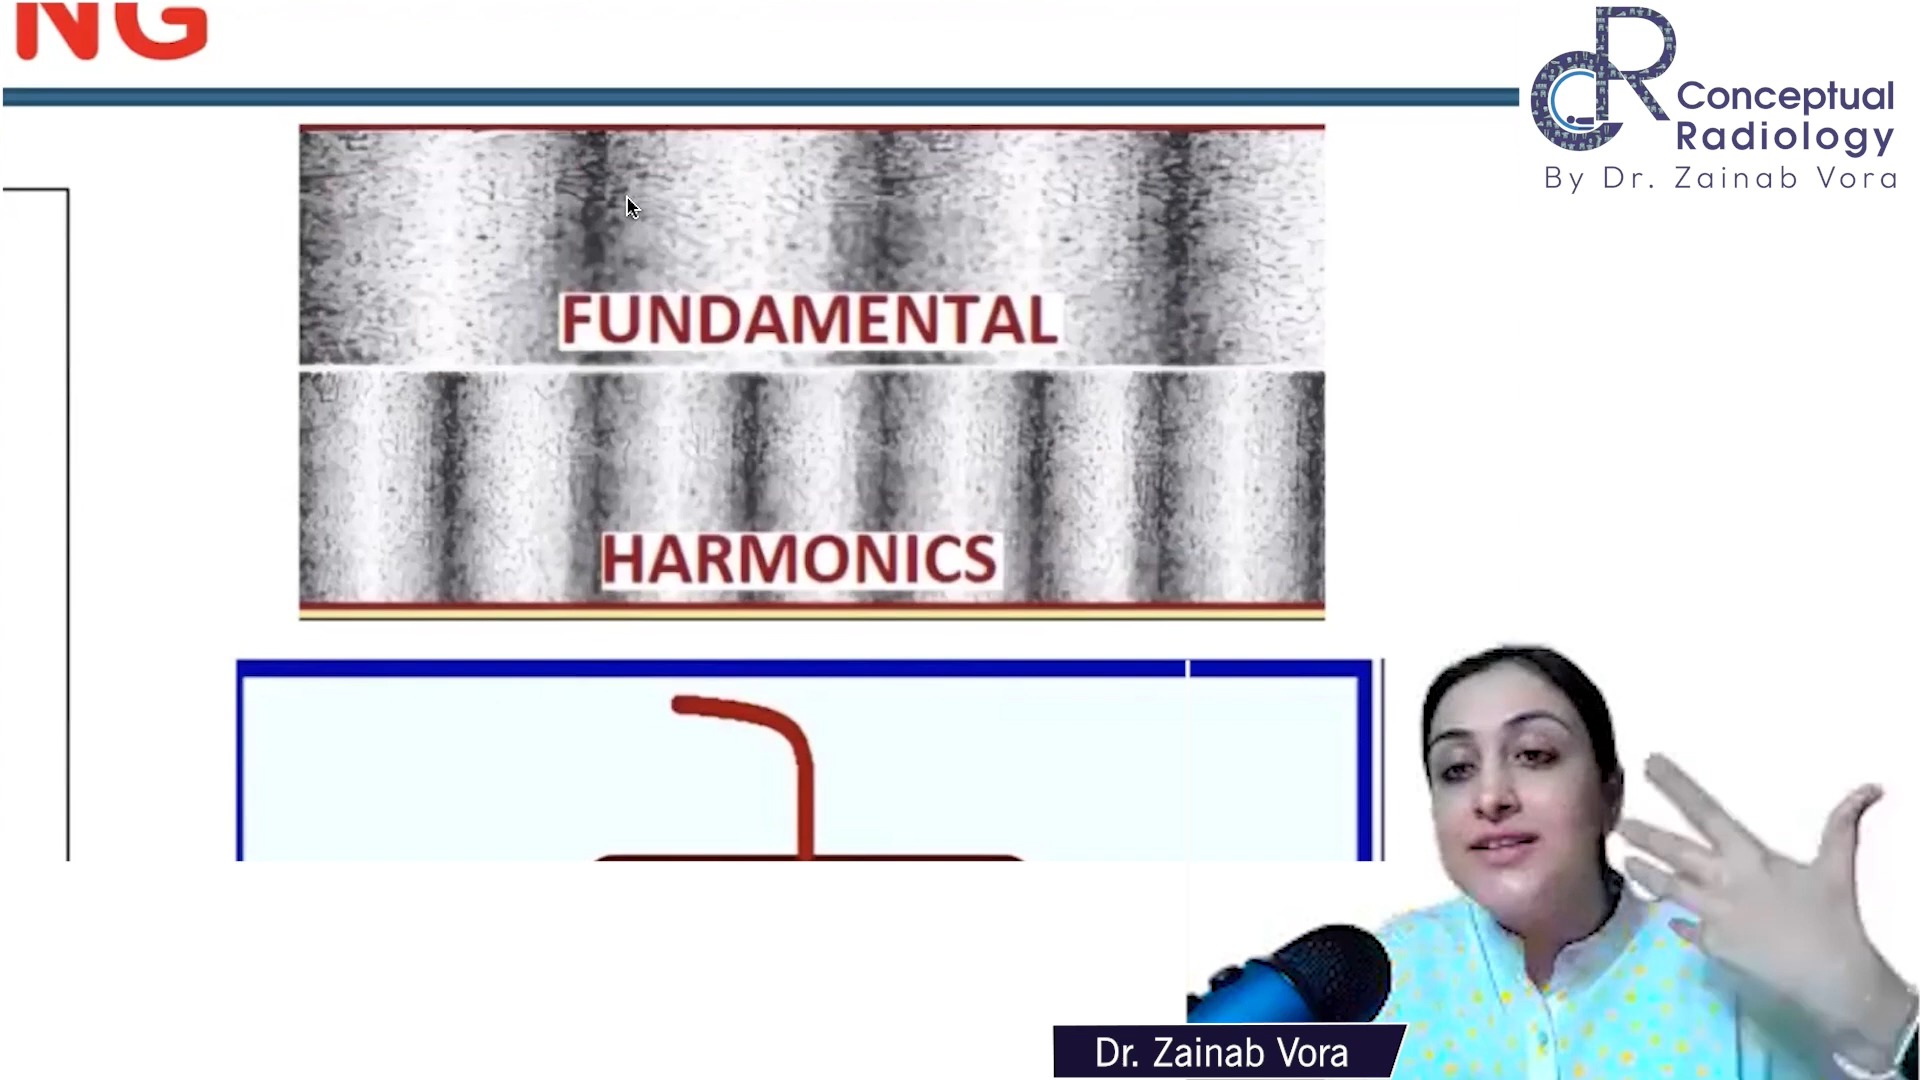 NG
Conceptual
Radiology
By Dr. Zainab Vora
FUNDAMENTAL
HARMONICS
Dr. Zainab Vora